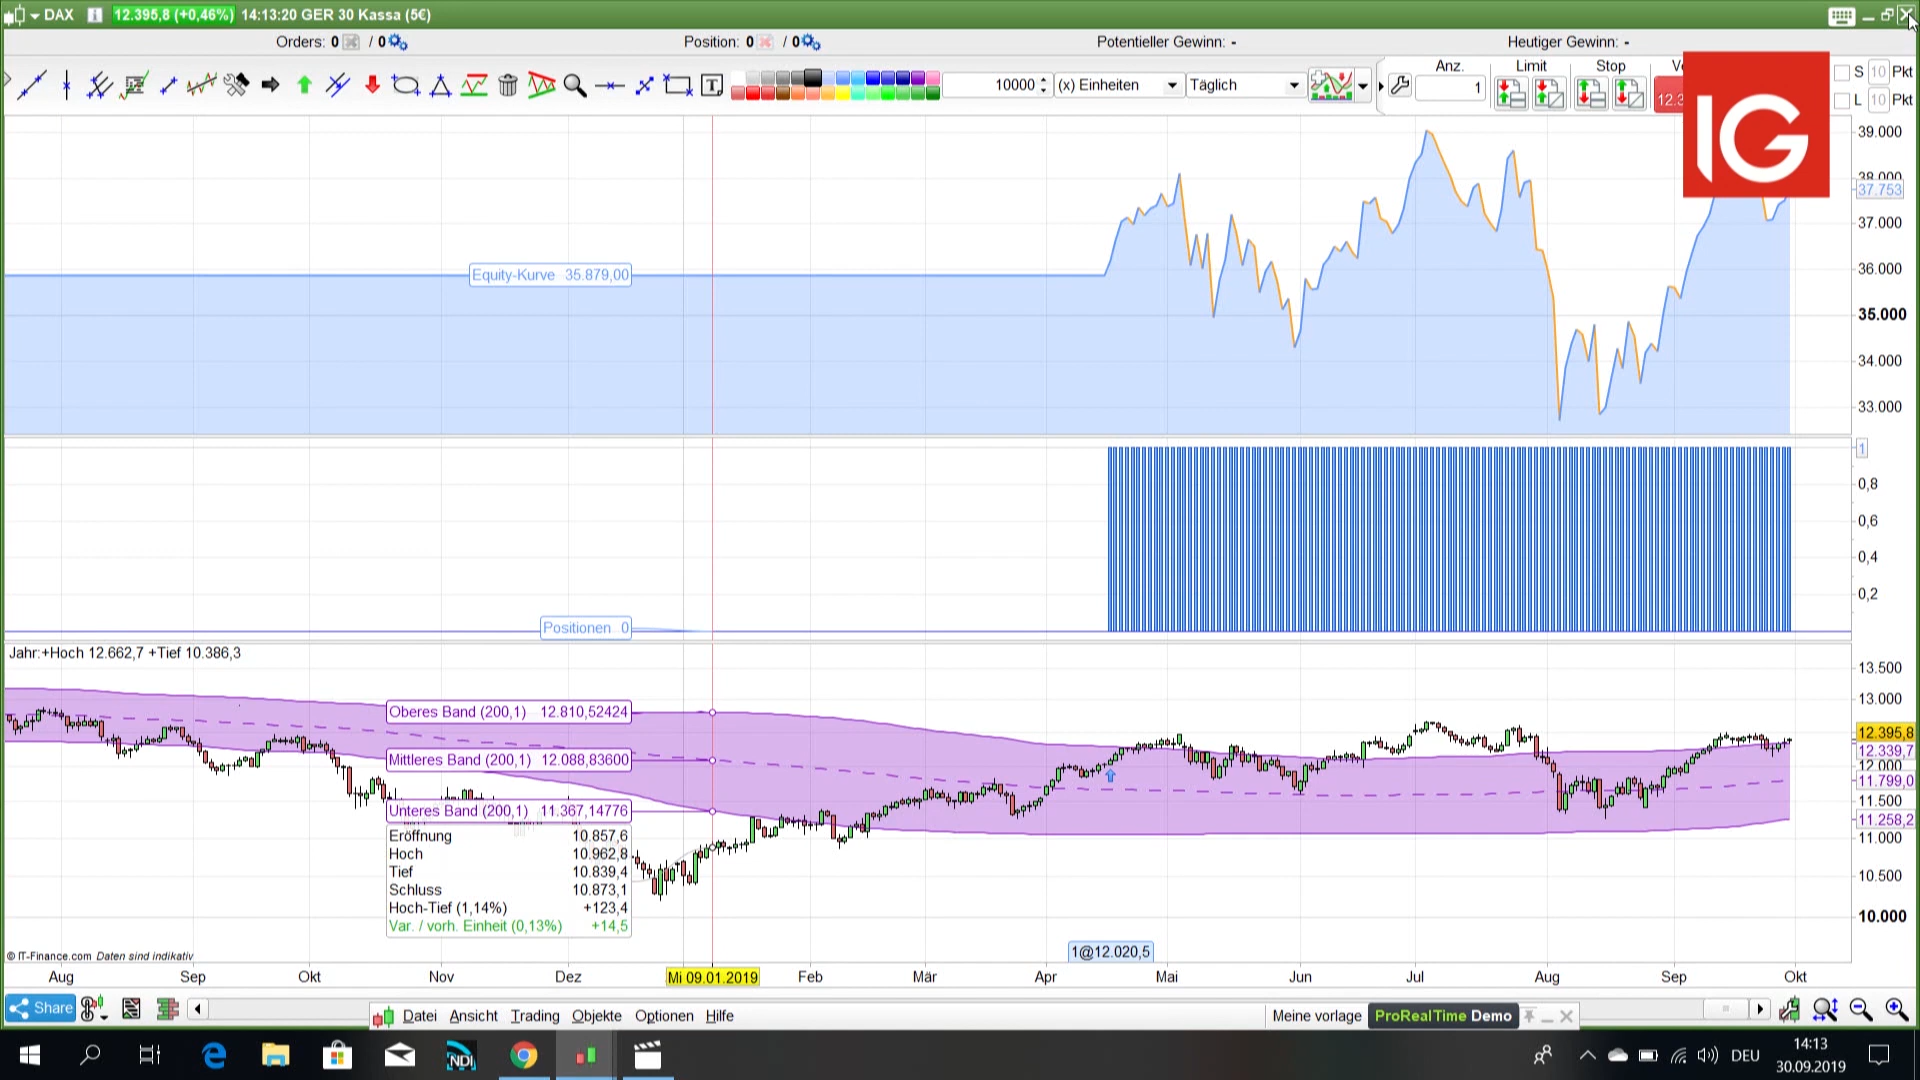 DAX 12.395,8 (+0,46%) 14:13:20 GER 30 Kassa (5€)
Orders: 0 / 0
Position: 0 / 0
Potentieller Gewinn: -
Heutiger Gewinn: -
10000 (x) Einheiten Täglich
Anz. Limit Stop
1
S 10 Pkt
L 10 Pkt
IG
39.000
38.000
37.753
37.000
36.000
35.000
34.000
33.000
Equity-Kurve 35.879,00
1
0,8
0,6
0,4
0,2
Positionen 0
Jahr:+Hoch 12.662,7 +Tief 10.386,3
13.500
13.000
12.395,8
12.339,7
12.000
11.799,0
11.500
11.258,2
11.000
10.500
10.000
Oberes Band (200,1) 12.810,52424
Mittleres Band (200,1) 12.088,83600
Unteres Band (200,1) 11.367,14776
Eröffnung 10.857,6
Hoch 10.962,8
Tief 10.839,4
Schluss 10.873,1
Hoch-Tief (1,14%) +123,4
Var. / vorh. Einheit (0,13%) +14,5
1@12.020,5
© IT-Finance.com Daten sind indikativ
Aug Sep Okt Nov Dez Mi 09.01.2019 Feb Mär Apr Mai Jun Jul Aug Sep Okt
Share
Datei Ansicht Trading Objekte Optionen Hilfe
Meine vorlage ProRealTime Demo
NDI
DEU
14:13
30.09.2019